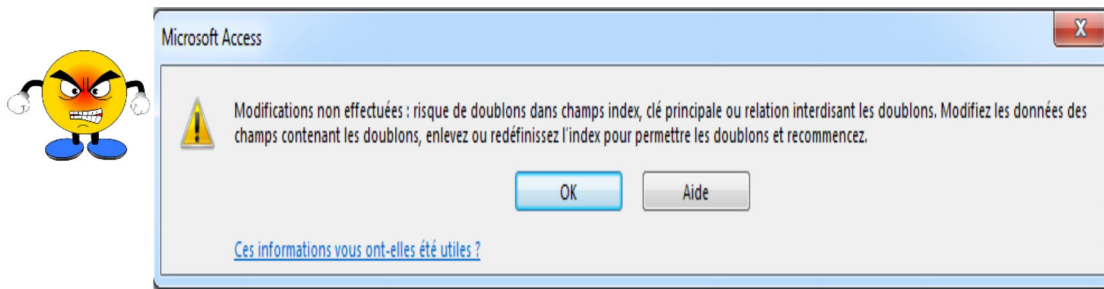 Microsoft Access
X
Modifications non effectuées : risque de doublons dans champs index, clé principale ou relation interdisant les doublons. Modifiez les données des
champs contenant les doublons, enlevez ou redéfinissez l'index pour permettre les doublons et recommencez.
OK
Aide
Ces informations vous ont-elles été utiles ?